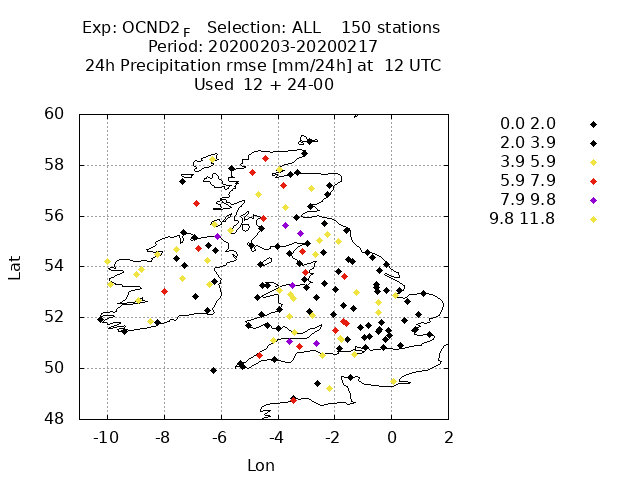 Exp: OCND2_F Selection: ALL 150 stations
Period: 20200203-20200217
24h Precipitation rmse [mm/24h] at 12 UTC
Used 12 + 24-00
0.0 2.0
2.0 3.9
3.9 5.9
5.9 7.9
7.9 9.8
9.8 11.8
60
58
56
54
52
50
48
Lat
-10 -8 -6 -4 -2 0 2
Lon